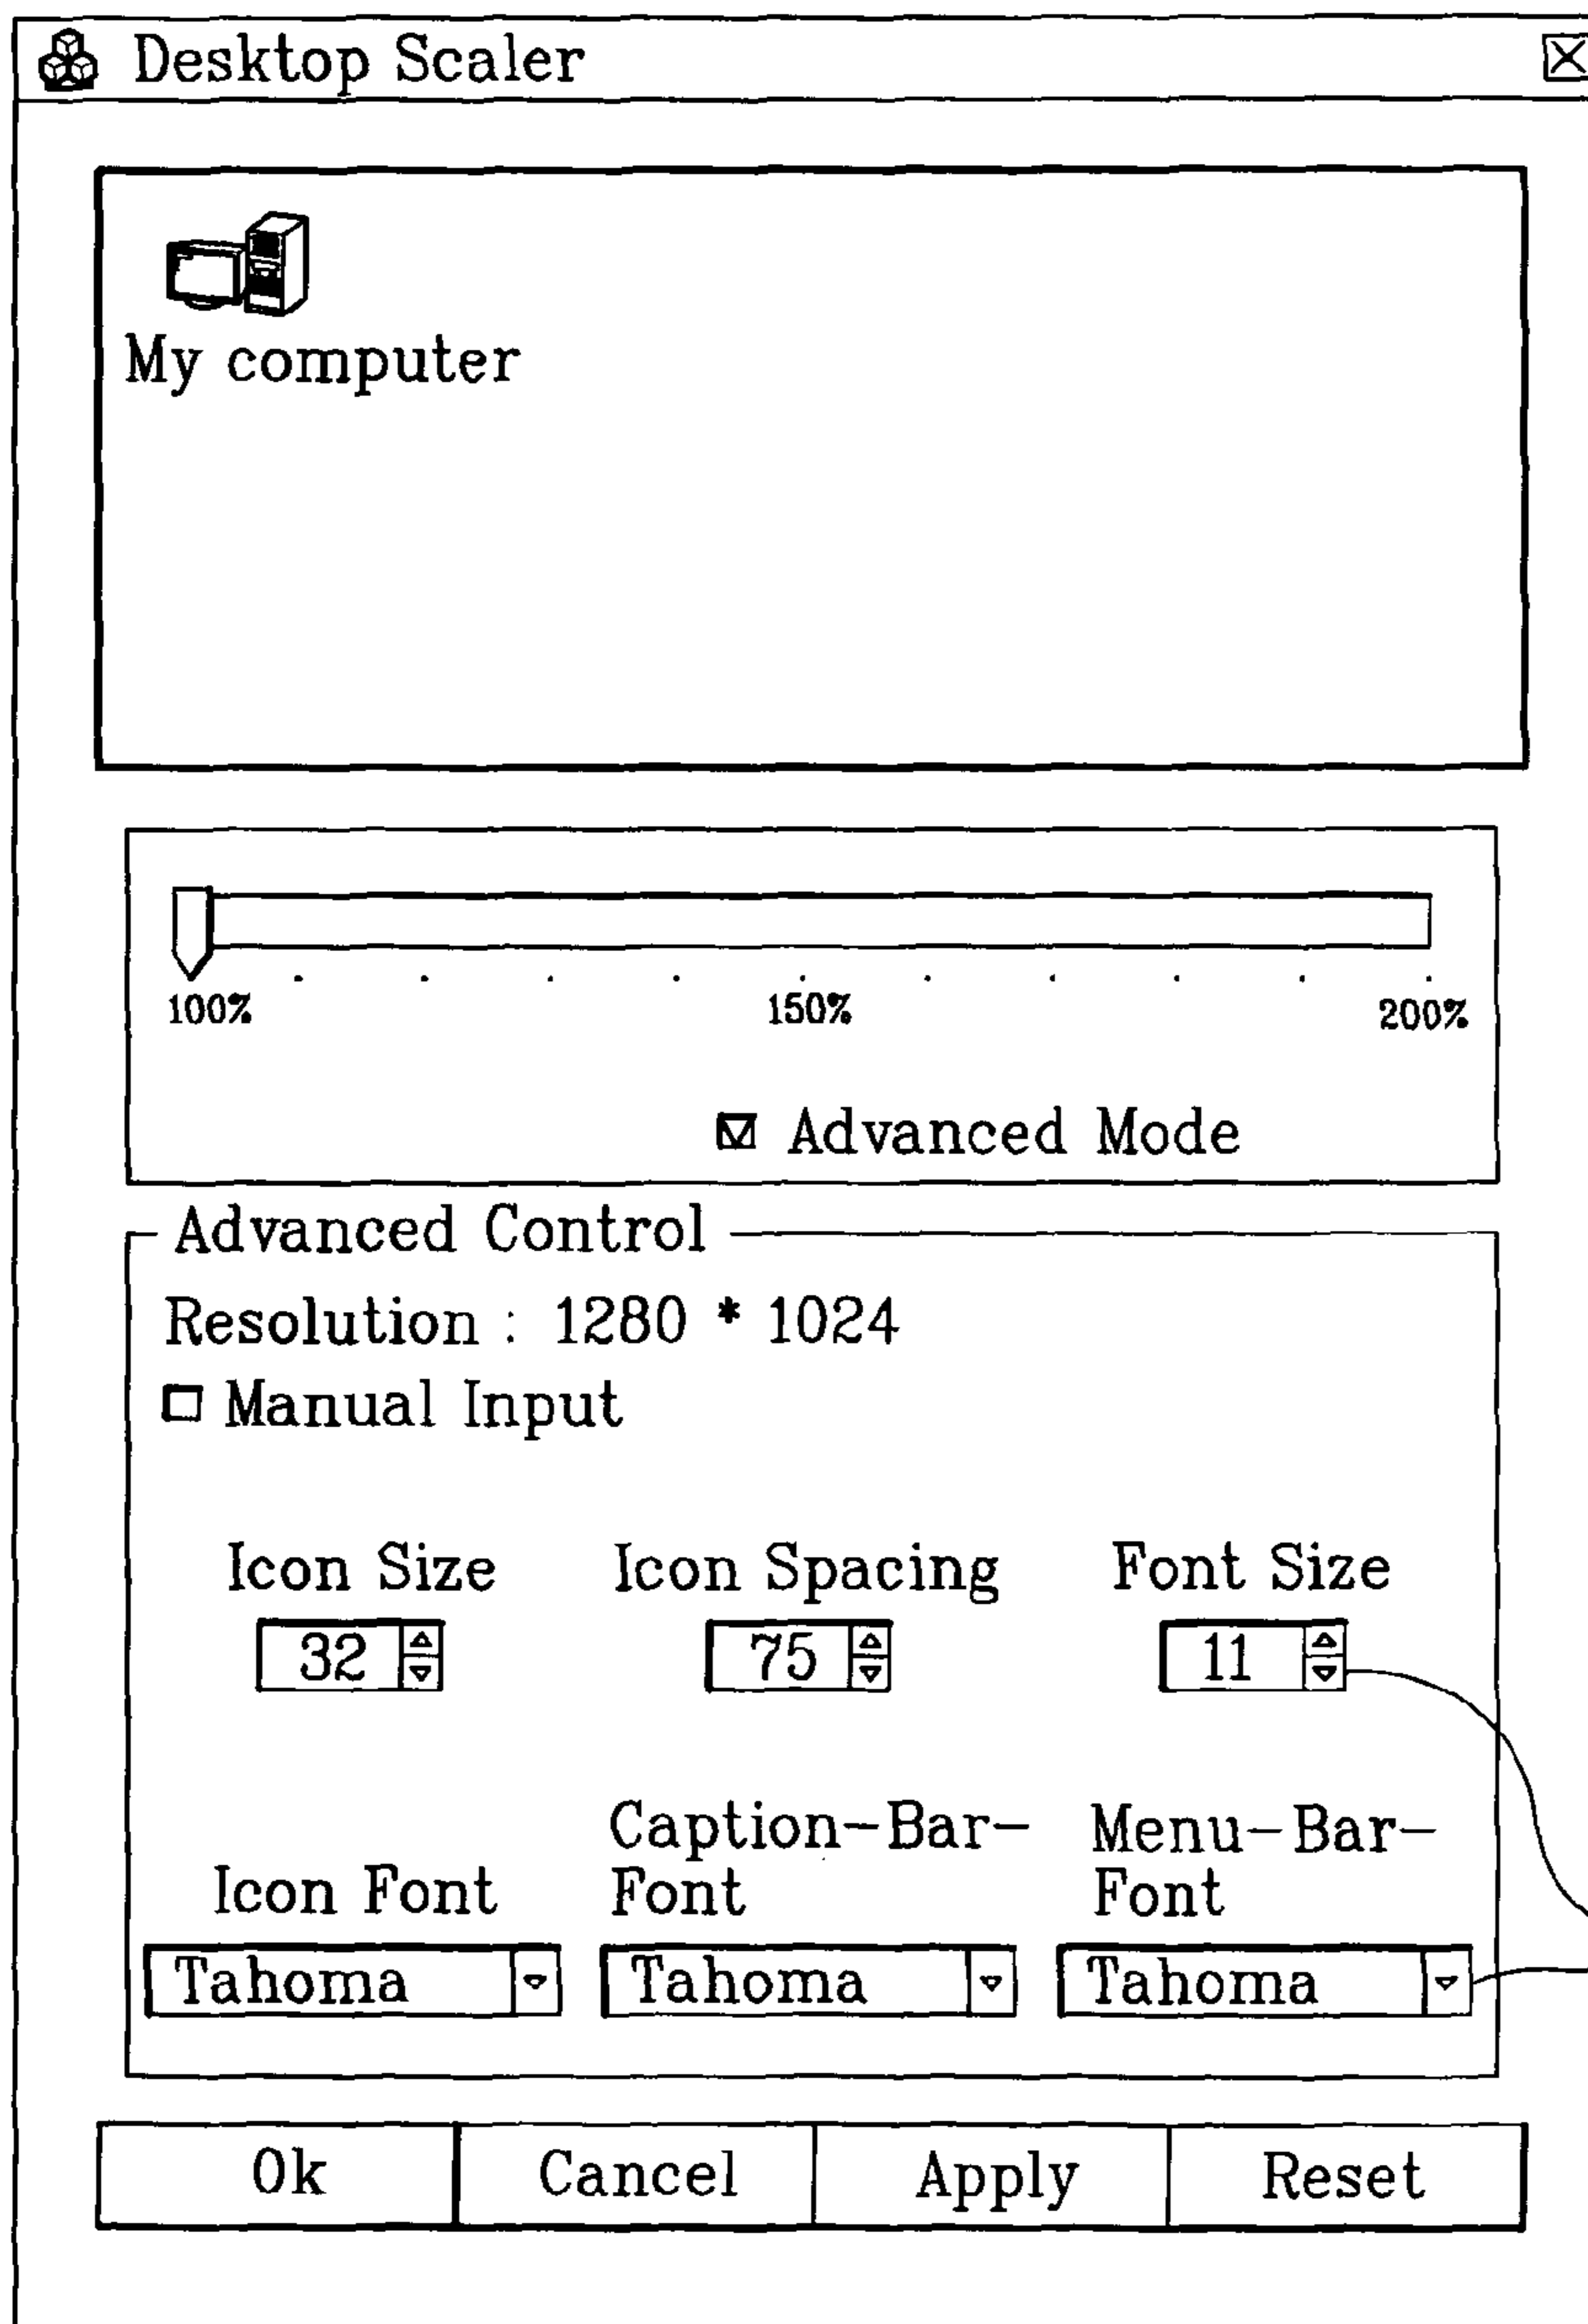 Desktop Scaler
My computer
100% 150% 200%
Advanced Mode
Advanced Control
Resolution : 1280 * 1024
Manual Input
Icon Size Icon Spacing Font Size
32 75 11
Caption-Bar- Menu-Bar-
Icon Font Font Font
Tahoma Tahoma Tahoma
Ok Cancel Apply Reset